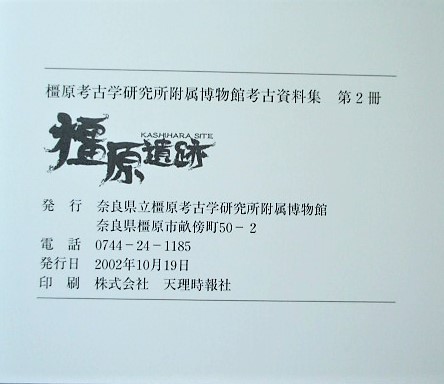 橿原考古学研究所附属博物館考古資料集　第2冊
KASHIHARA SITE
橿原遺跡
発　行　奈良県立橿原考古学研究所附属博物館
奈良県橿原市畝傍町50－2
電　話　0744－24－1185
発行日　2002年10月19日
印　刷　株式会社　天理時報社